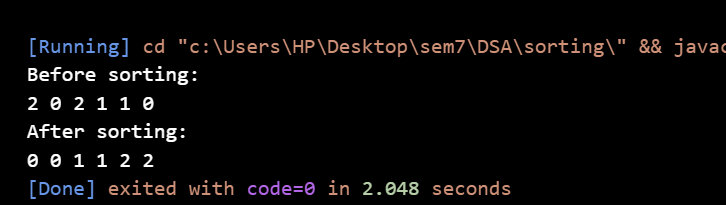 [Running] cd "c:\Users\HP\Desktop\sem7\DSA\sorting\" && javac
Before sorting:
2 0 2 1 1 0
After sorting:
0 0 1 1 2 2
[Done] exited with code=0 in 2.048 seconds